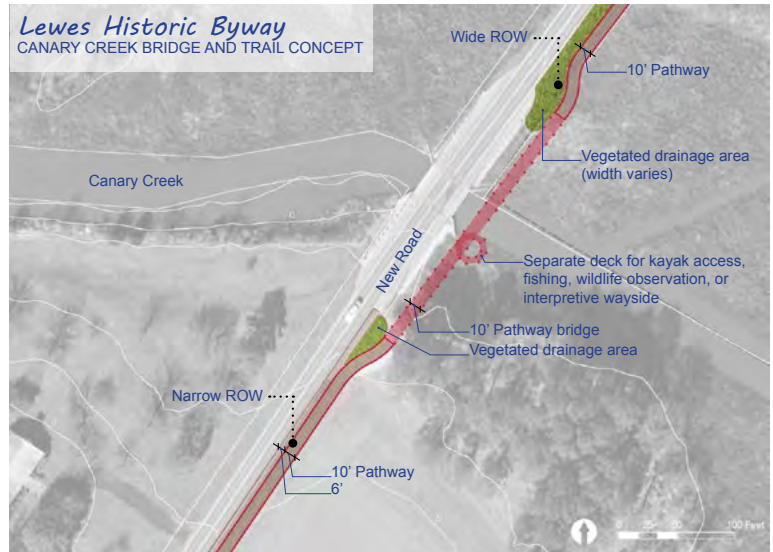 Lewes Historic Byway
CANARY CREEK BRIDGE AND TRAIL CONCEPT
Wide ROW
10' Pathway
Vegetated drainage area
(width varies)
Canary Creek
New Road
Separate deck for kayak access,
fishing, wildlife observation, or
interpretive wayside
10' Pathway bridge
Vegetated drainage area
Narrow ROW
10' Pathway
6'
0 25 50 100 Feet